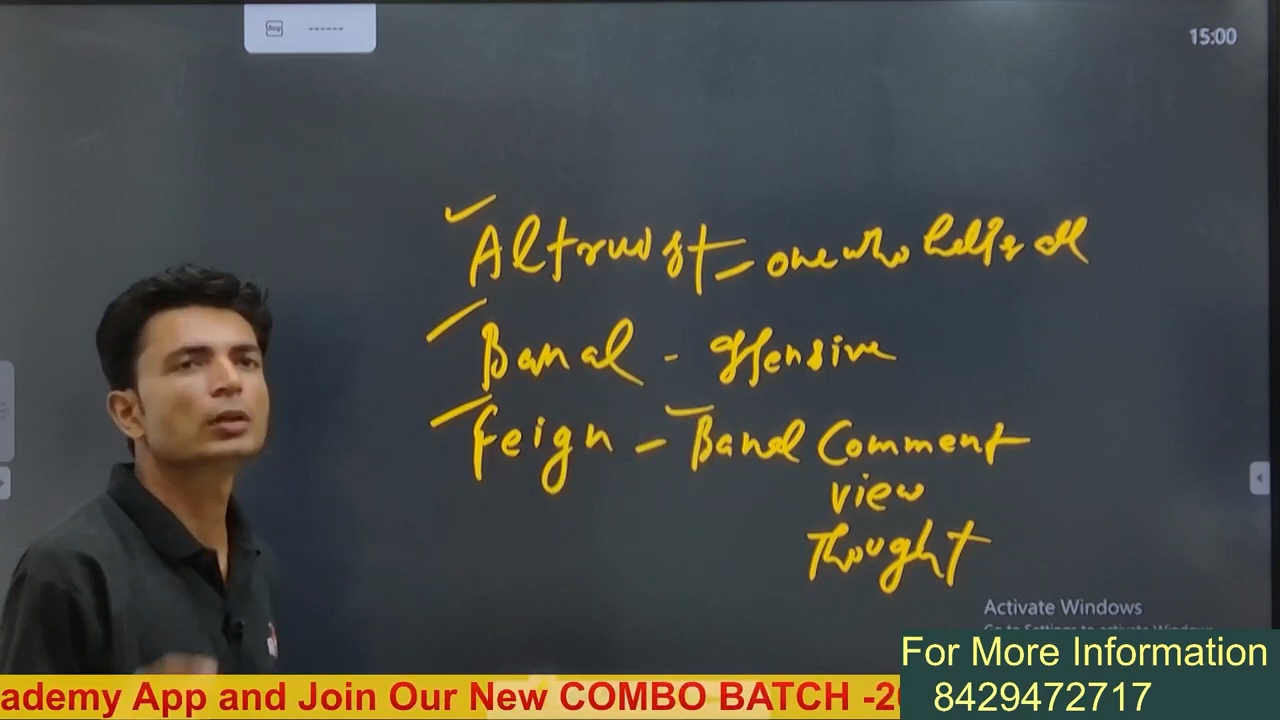 15:00
Altruist - one who helps all
Banal - offensive
Feign - Banal Comment
view
Thought
Activate Windows
For More Information
8429472717
ademy App and Join Our New COMBO BATCH -20